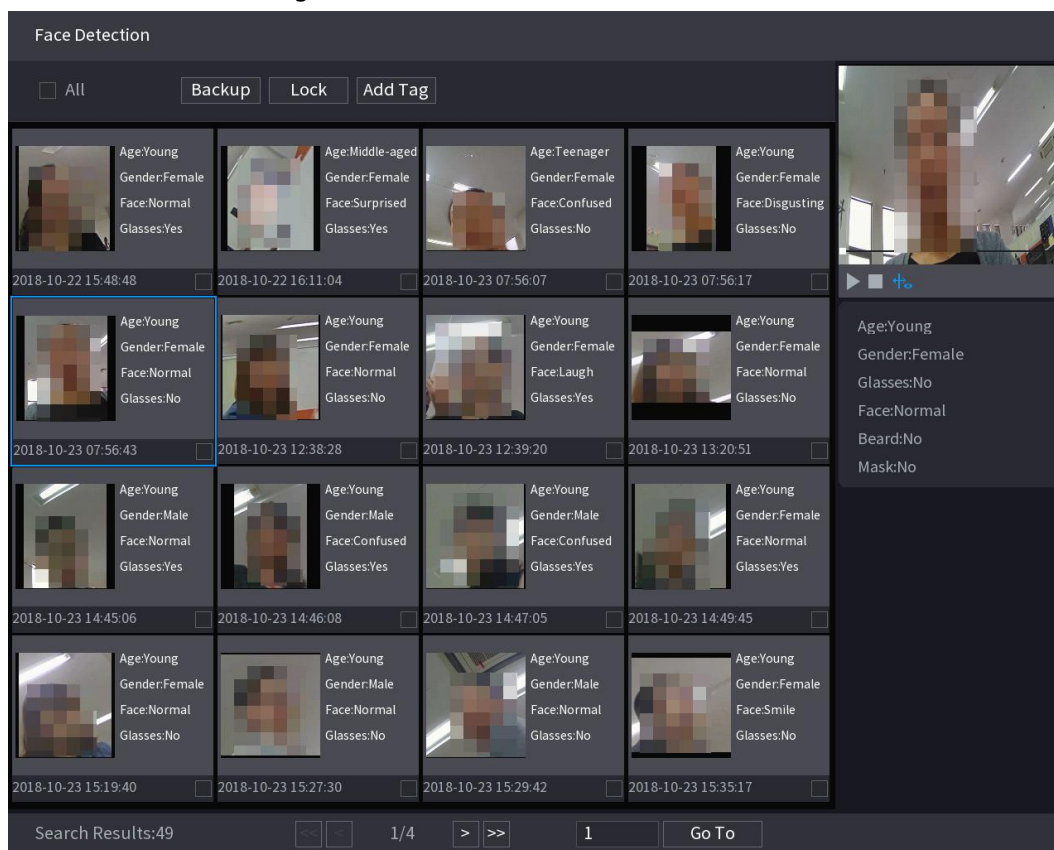 Face Detection
All
Backup
Lock
Add Tag
Age:Young
Gender:Female
Face:Normal
Glasses:Yes
2018-10-22 15:48:48
Age:Middle-aged
Gender:Female
Face:Surprised
Glasses:Yes
2018-10-22 16:11:04
Age:Teenager
Gender:Female
Face:Confused
Glasses:No
2018-10-23 07:56:07
Age:Young
Gender:Female
Face:Disgusting
Glasses:No
2018-10-23 07:56:17
Age:Young
Gender:Female
Face:Normal
Glasses:No
2018-10-23 07:56:43
Age:Young
Gender:Female
Face:Normal
Glasses:No
2018-10-23 12:38:28
Age:Young
Gender:Female
Face:Laugh
Glasses:Yes
2018-10-23 12:39:20
Age:Young
Gender:Female
Face:Normal
Glasses:No
2018-10-23 13:20:51
Age:Young
Gender:Male
Face:Normal
Glasses:Yes
2018-10-23 14:45:06
Age:Young
Gender:Male
Face:Confused
Glasses:Yes
2018-10-23 14:46:08
Age:Young
Gender:Male
Face:Confused
Glasses:Yes
2018-10-23 14:47:05
Age:Young
Gender:Female
Face:Normal
Glasses:Yes
2018-10-23 14:49:45
Age:Young
Gender:Female
Face:Normal
Glasses:No
2018-10-23 15:19:40
Age:Young
Gender:Male
Face:Normal
Glasses:No
2018-10-23 15:27:30
Age:Young
Gender:Male
Face:Normal
Glasses:No
2018-10-23 15:29:42
Age:Young
Gender:Female
Face:Smile
Glasses:No
2018-10-23 15:35:17
Age:Young
Gender:Female
Glasses:No
Face:Normal
Beard:No
Mask:No
Search Results:49
<< < 1/4 > >> 1 Go To